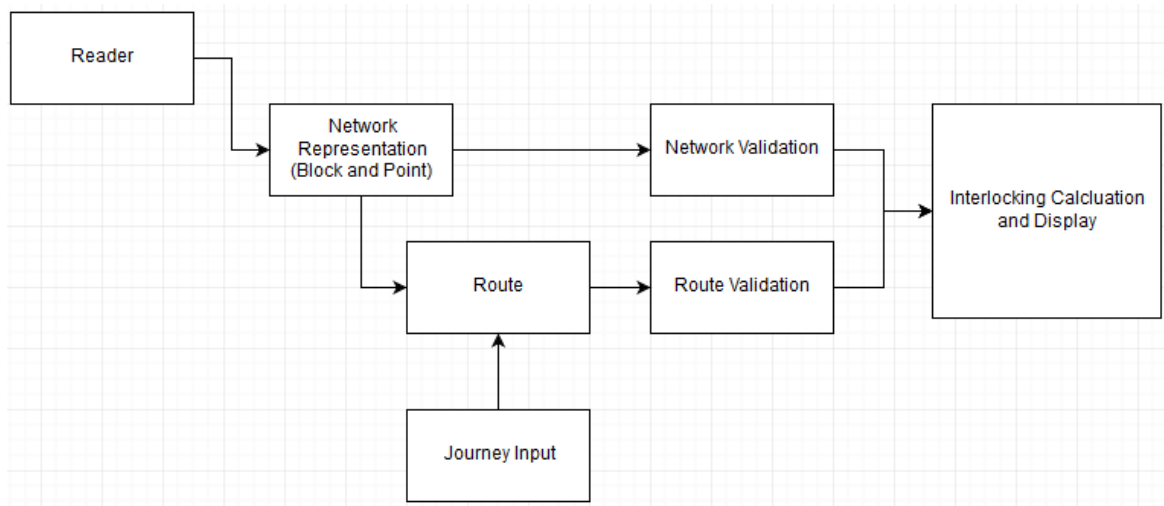 Reader
Network
Representation
(Block and Point)
Network Validation
Interlocking Calcluation
and Display
Route
Route Validation
Journey Input